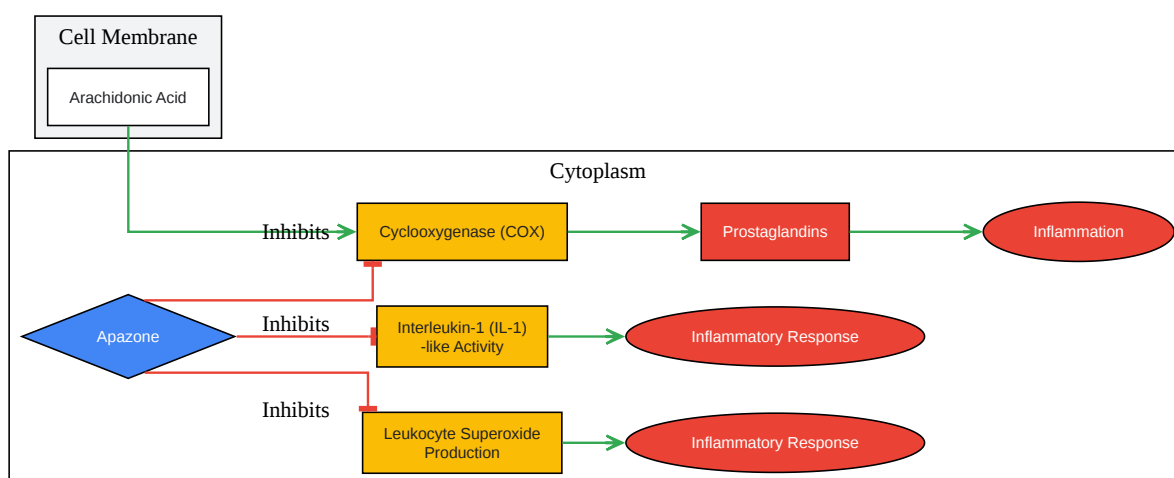 Cell Membrane
Arachidonic Acid
Cytoplasm
Inhibits
Cyclooxygenase (COX)
Prostaglandins
Inflammation
Apazone
Inhibits
Interleukin-1 (IL-1)
-like Activity
Inflammatory Response
Inhibits
Leukocyte Superoxide
Production
Inflammatory Response